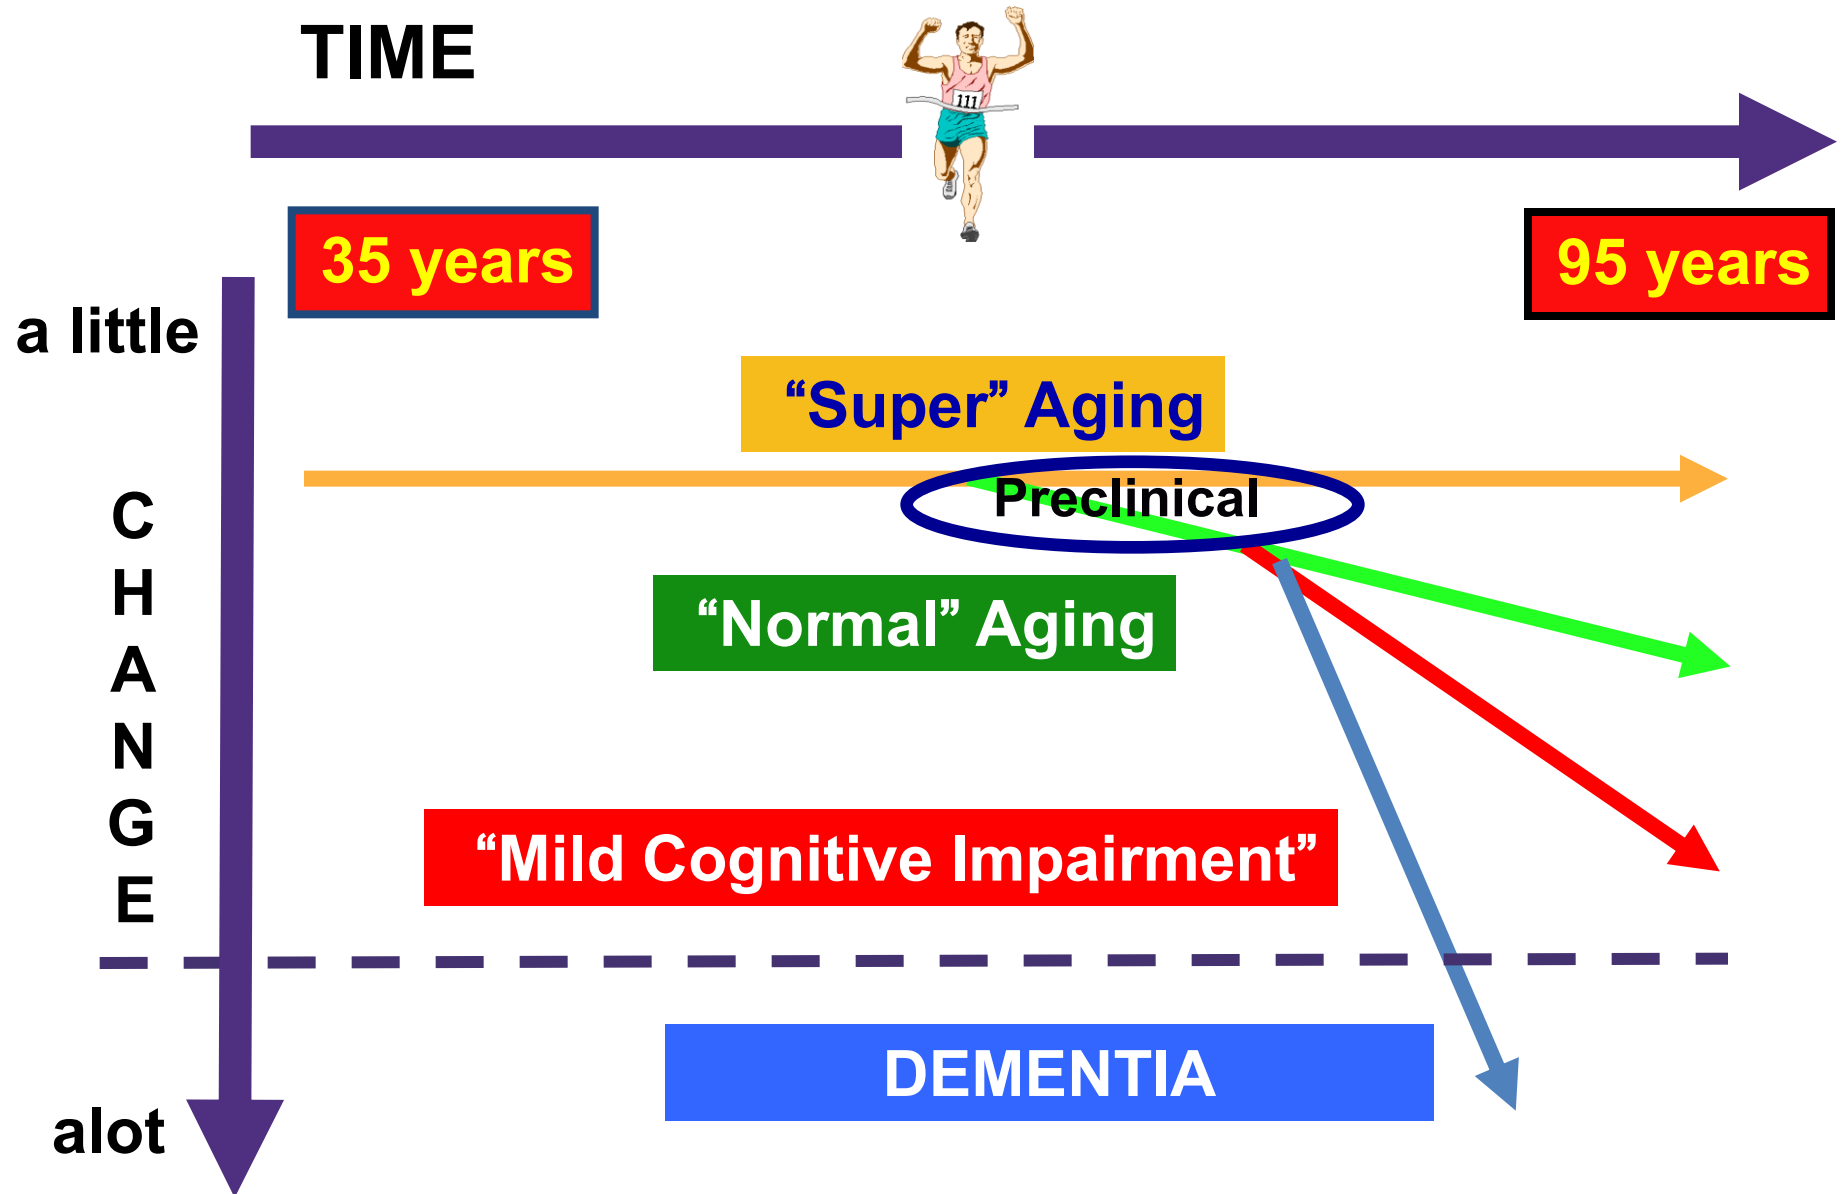 TIME
111
35 years
95 years
a little
“Super” Aging
Preclinical
C
H
A
N
G
E
“Normal” Aging
“Mild Cognitive Impairment”
DEMENTIA
alot